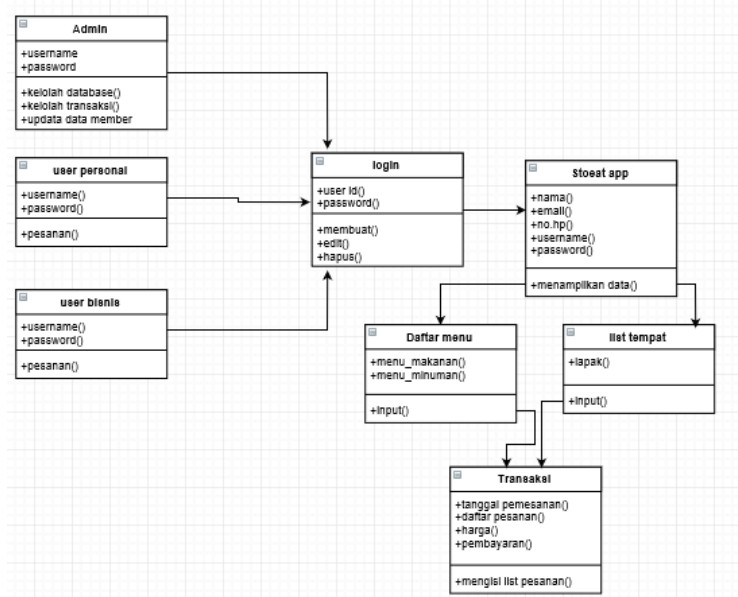 Admin
+username
+password
+kelolah database()
+kelolah transaksi()
+updata data member
user personal
+username()
+password()
+pesanan()
user bisnis
+username()
+password()
+pesanan()
login
+user id()
+password()
+membuat()
+edit()
+hapus()
Stoeat app
+nama()
+email()
+no.hp()
+username()
+password()
+menampilkan data()
Daftar menu
+menu_makanan()
+menu_minuman()
+input()
list tempat
+lapak()
+input()
Transaksi
+tanggal pemesanan()
+daftar pesanan()
+harga()
+pembayaran()
+mengisi list pesanan()